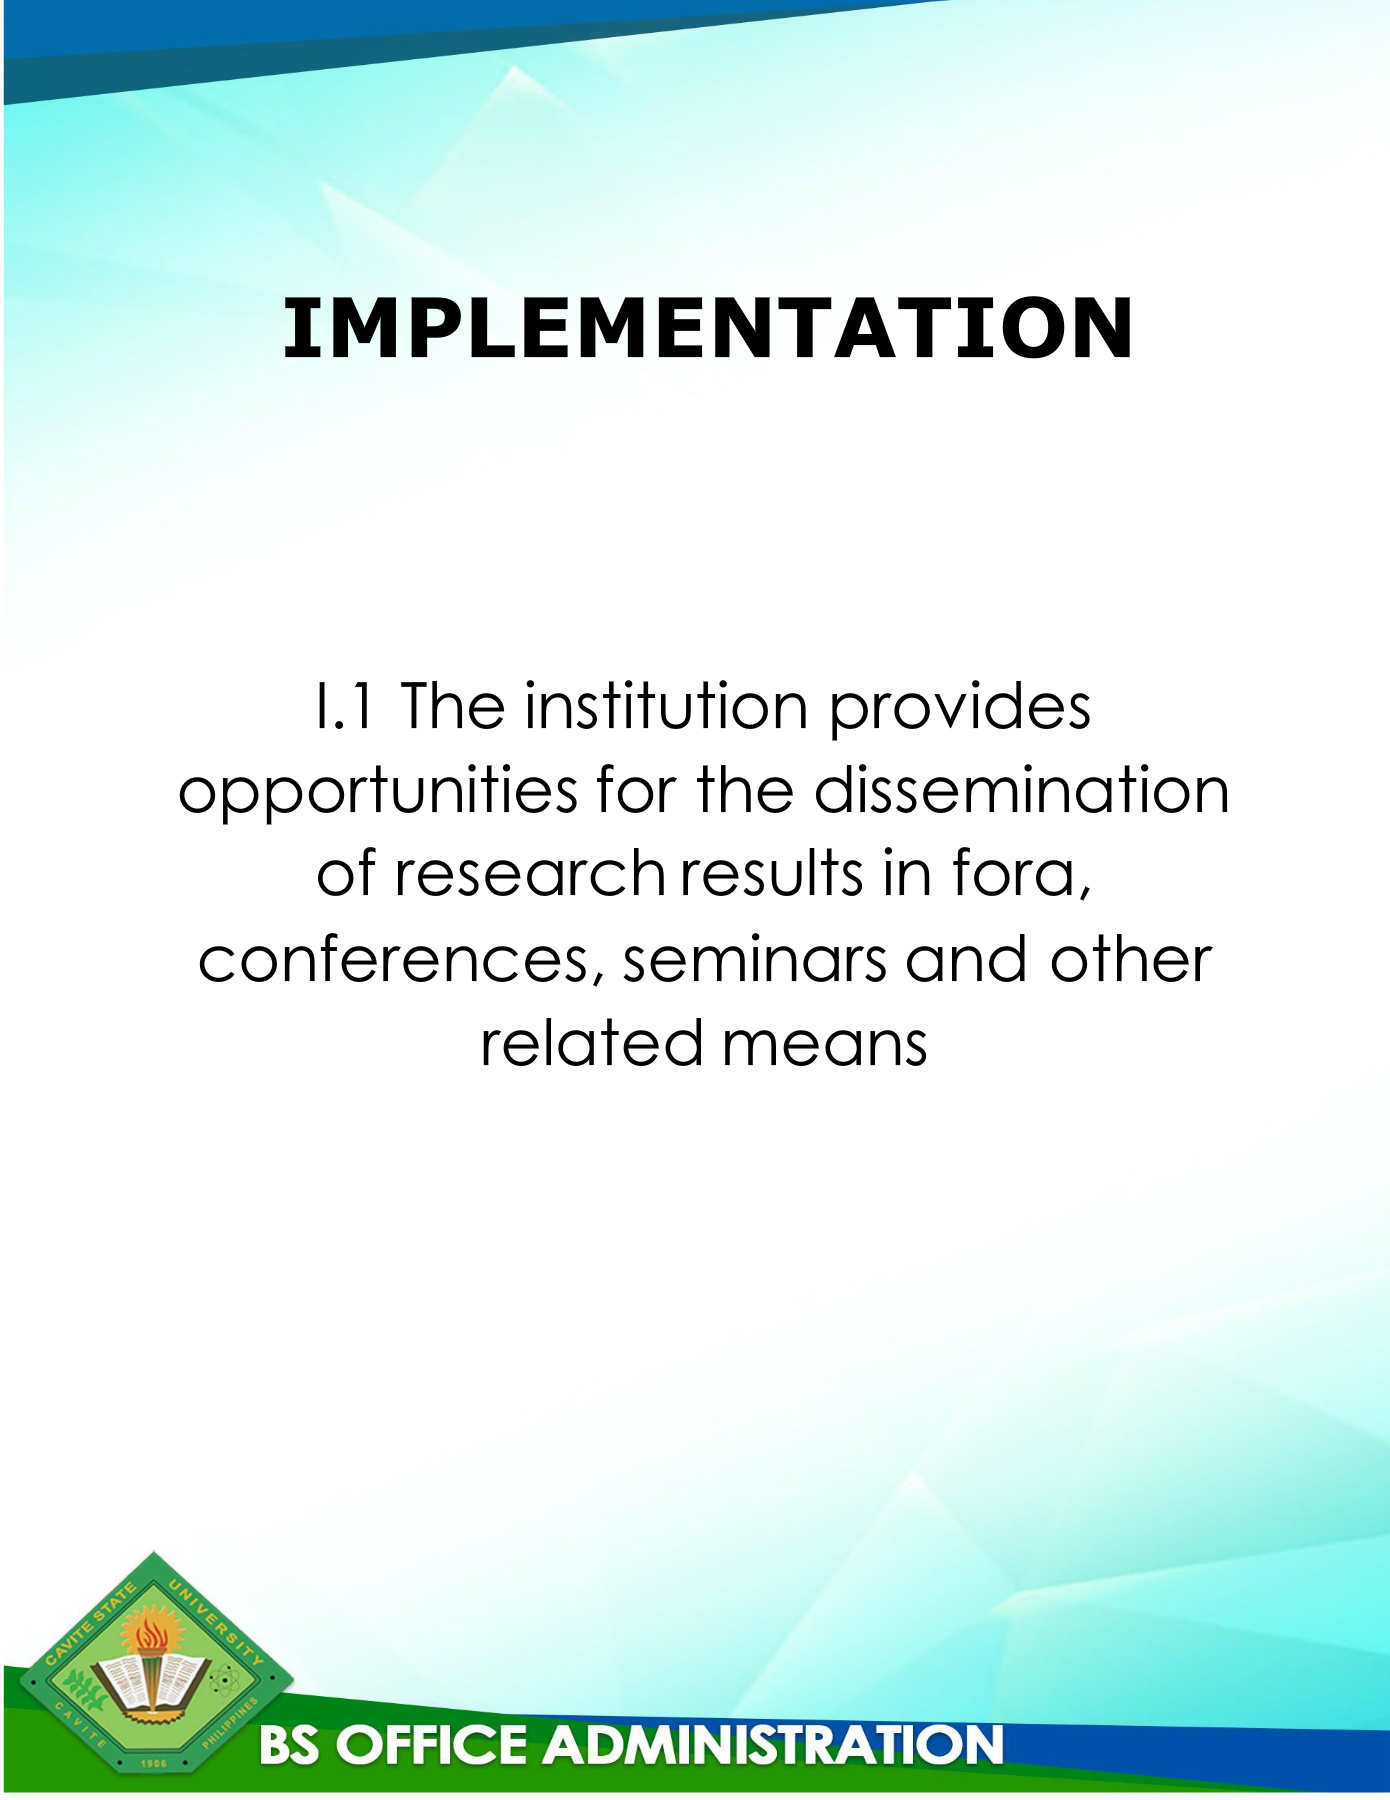 IMPLEMENTATION
I.1 The institution provides
opportunities for the dissemination
of research results in fora,
conferences, seminars and other
related means
CAVITE STATE UNIVERSITY
CAVITE PHILIPPINES
1906
BS OFFICE ADMINISTRATION